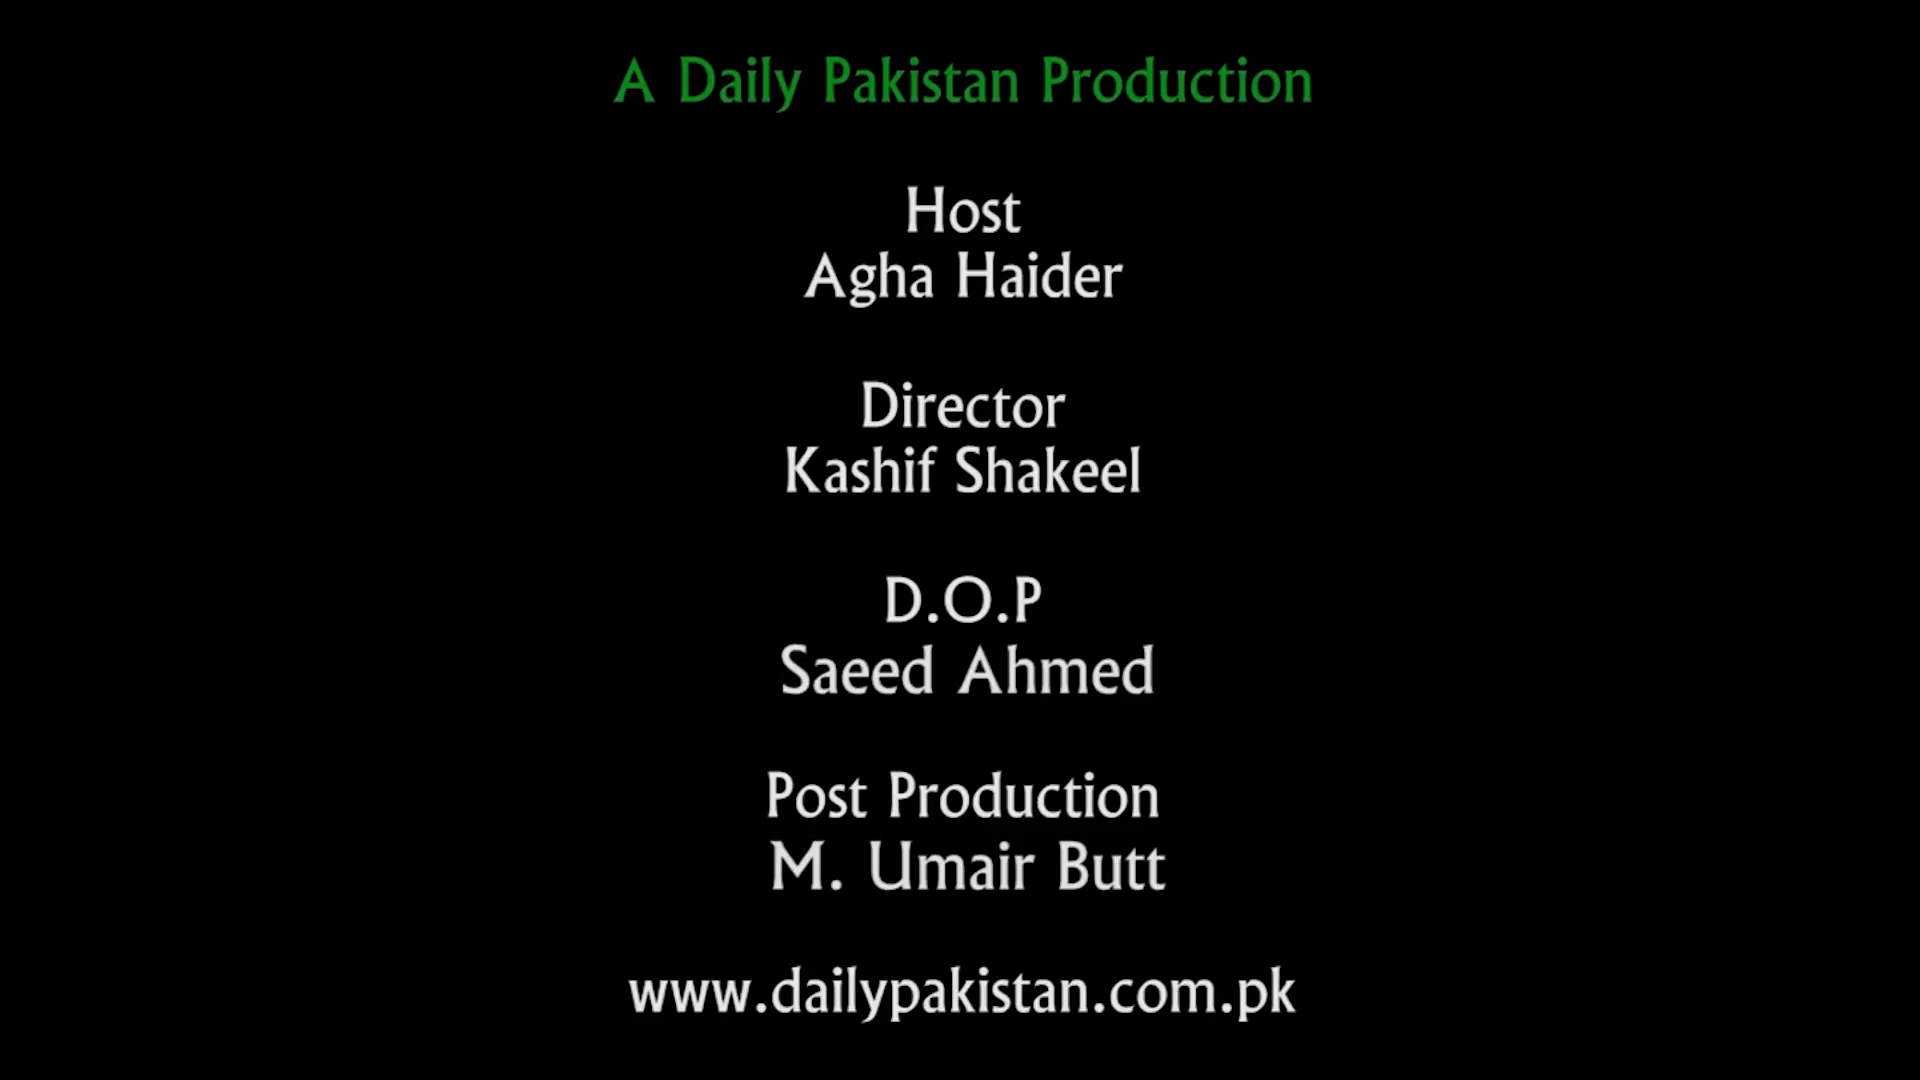 A Daily Pakistan Production
Host
Agha Haider
Director
Kashif Shakeel
D.O.P
Saeed Ahmed
Post Production
M. Umair Butt
www.dailypakistan.com.pk